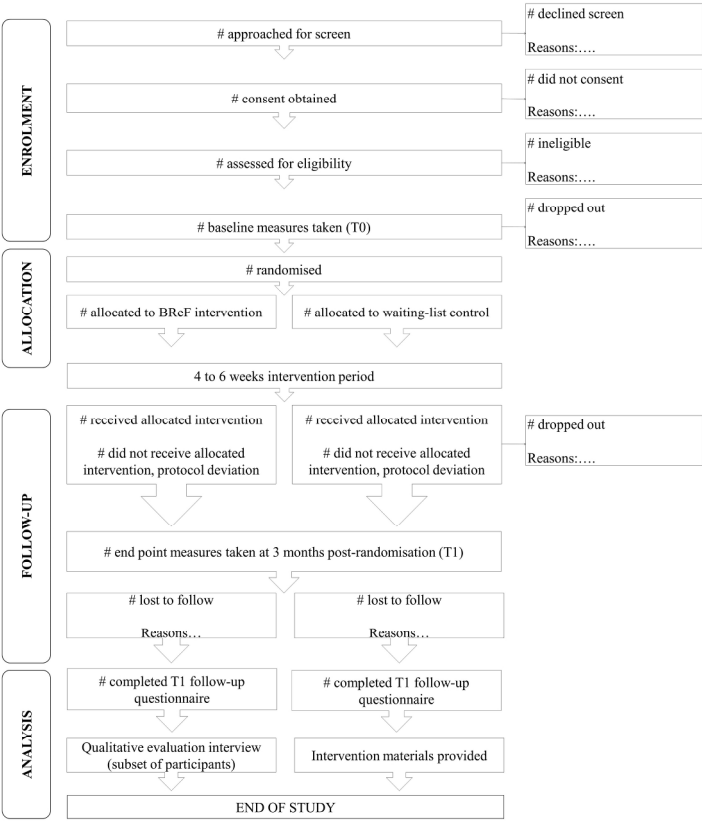 ENROLMENT
# approached for screen
# declined screen
Reasons:….
# consent obtained
# did not consent
Reasons:….
# assessed for eligibility
# ineligible
Reasons:….
# baseline measures taken (T0)
# dropped out
Reasons:….
ALLOCATION
# randomised
# allocated to BReF intervention
# allocated to waiting-list control
4 to 6 weeks intervention period
FOLLOW-UP
# received allocated intervention
# did not receive allocated
intervention, protocol deviation
# received allocated intervention
# did not receive allocated
intervention, protocol deviation
# dropped out
Reasons:….
# end point measures taken at 3 months post-randomisation (T1)
# lost to follow
Reasons…
# lost to follow
Reasons…
ANALYSIS
# completed T1 follow-up
questionnaire
# completed T1 follow-up
questionnaire
Qualitative evaluation interview
(subset of participants)
Intervention materials provided
END OF STUDY